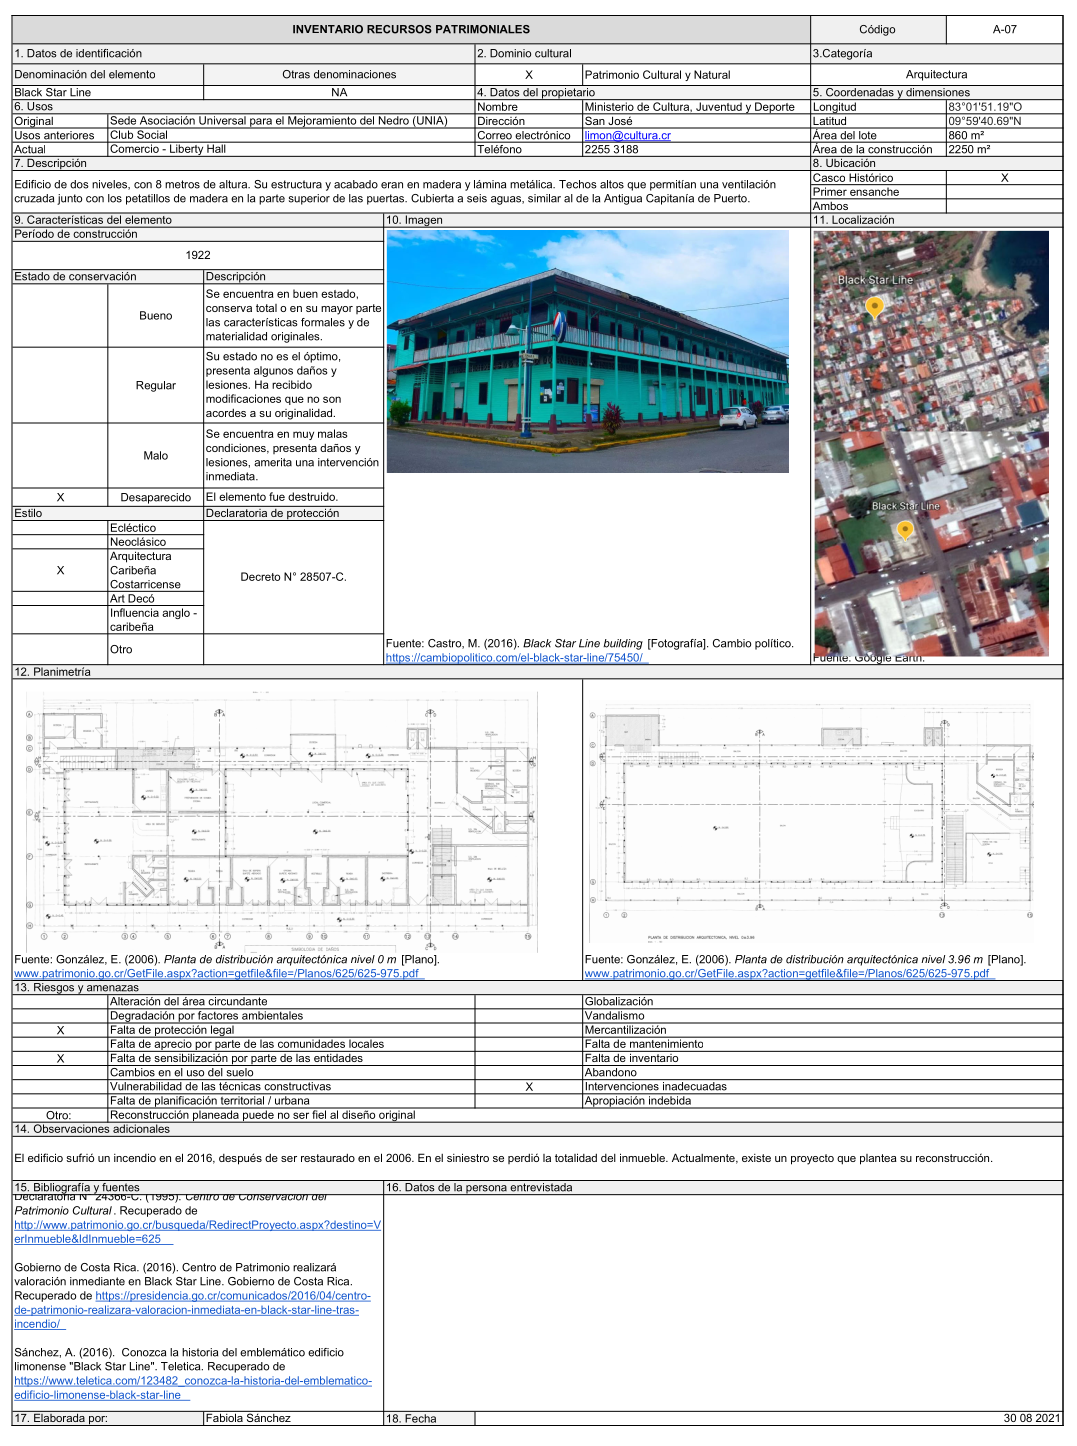 INVENTARIO RECURSOS PATRIMONIALES
Código
A-07
1. Datos de identificación
2. Dominio cultural
3.Categoría
Denominación del elemento
Otras denominaciones
X
Patrimonio Cultural y Natural
Arquitectura
Black Star Line
NA
4. Datos del propietario
5. Coordenadas y dimensiones
6. Usos
Nombre
Ministerio de Cultura, Juventud y Deporte
Longitud
83°01'51.19"O
Original
Sede Asociación Universal para el Mejoramiento del Nedro (UNIA)
Dirección
San José
Latitud
09°59'40.69"N
Usos anteriores
Club Social
Correo electrónico
limon@cultura.cr
Área del lote
860 m²
Actual
Comercio - Liberty Hall
Teléfono
2255 3188
Área de la construcción
2250 m²
7. Descripción
8. Ubicación
Edificio de dos niveles, con 8 metros de altura. Su estructura y acabado eran en madera y lámina metálica. Techos altos que permitían una ventilación
cruzada junto con los petatillos de madera en la parte superior de las puertas. Cubierta a seis aguas, similar al de la Antigua Capitanía de Puerto.
Casco Histórico
X
Primer ensanche
Ambos
9. Características del elemento
10. Imagen
11. Localización
Período de construcción
1922
Estado de conservación
Descripción
Bueno
Se encuentra en buen estado,
conserva total o en su mayor parte
las características formales y de
materialidad originales.
Regular
Su estado no es el óptimo,
presenta algunos daños y
lesiones. Ha recibido
modificaciones que no son
acordes a su originalidad.
Malo
Se encuentra en muy malas
condiciones, presenta daños y
lesiones, amerita una intervención
inmediata.
X
Desaparecido
El elemento fue destruido.
Estilo
Declaratoria de protección
Ecléctico
Neoclásico
X
Arquitectura
Caribeña
Costarricense
Art Decó
Influencia anglo -
caribeña
Otro
Decreto N° 28507-C.
Fuente: Castro, M. (2016). Black Star Line building [Fotografía]. Cambio político.
https://cambiopolitico.com/el-black-star-line/75450/
Black Star Line
Black Star Line
Fuente: Google Earth.
12. Planimetría
PLANTA DE DISTRIBUCION ARQUITECTONICA, NIVEL
Fuente: González, E. (2006). Planta de distribución arquitectónica nivel 0 m [Plano].
www.patrimonio.go.cr/GetFile.aspx?action=getfile&file=/Planos/625/625-975.pdf
Fuente: González, E. (2006). Planta de distribución arquitectónica nivel 3.96 m [Plano].
www.patrimonio.go.cr/GetFile.aspx?action=getfile&file=/Planos/625/625-975.pdf
13. Riesgos y amenazas
Alteración del área circundante
Globalización
Degradación por factores ambientales
Vandalismo
X
Falta de protección legal
Mercantilización
Falta de aprecio por parte de las comunidades locales
Falta de mantenimiento
X
Falta de sensibilización por parte de las entidades
Falta de inventario
Cambios en el uso del suelo
Abandono
Vulnerabilidad de las técnicas constructivas
X
Intervenciones inadecuadas
Falta de planificación territorial / urbana
Apropiación indebida
Otro:
Reconstrucción planeada puede no ser fiel al diseño original
14. Observaciones adicionales
El edificio sufrió un incendio en el 2016, después de ser restaurado en el 2006. En el siniestro se perdió la totalidad del inmueble. Actualmente, existe un proyecto que plantea su reconstrucción.
15. Bibliografía y fuentes
16. Datos de la persona entrevistada
Declaratoria N° 24366-C. (1995). Centro de Conservación del
Patrimonio Cultural. Recuperado de
http://www.patrimonio.go.cr/busqueda/RedirectProyecto.aspx?destino=V
erInmueble&IdInmueble=625
Gobierno de Costa Rica. (2016). Centro de Patrimonio realizará
valoración inmediante en Black Star Line. Gobierno de Costa Rica.
Recuperado de https://presidencia.go.cr/comunicados/2016/04/centro-
de-patrimonio-realizara-valoracion-inmediata-en-black-star-line-tras-
incendio/
Sánchez, A. (2016). Conozca la historia del emblemático edificio
limonense "Black Star Line". Teletica. Recuperado de
https://www.teletica.com/123482_conozca-la-historia-del-emblematico-
edificio-limonense-black-star-line
17. Elaborada por:
Fabiola Sánchez
18. Fecha
30 08 2021